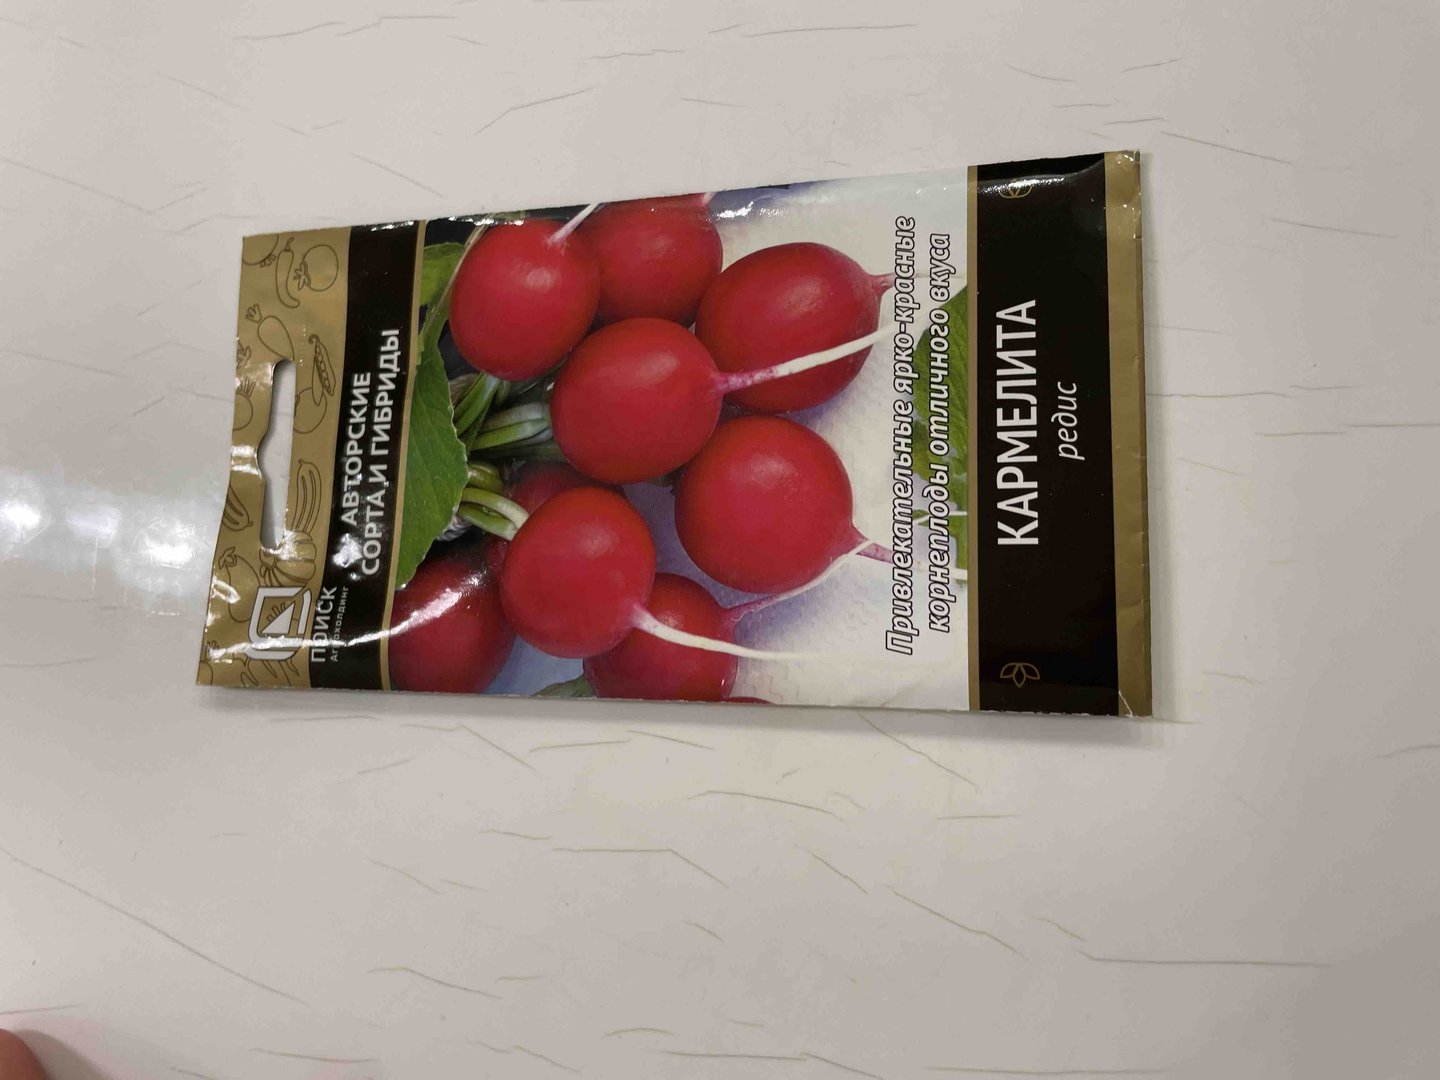 ПОИСК
Агрохолдинг
АВТОРСКИЕ
СОРТА И ГИБРИДЫ
Привлекательные ярко-красные
корнеплоды отличного вкуса
КАРМЕЛИТА
редис